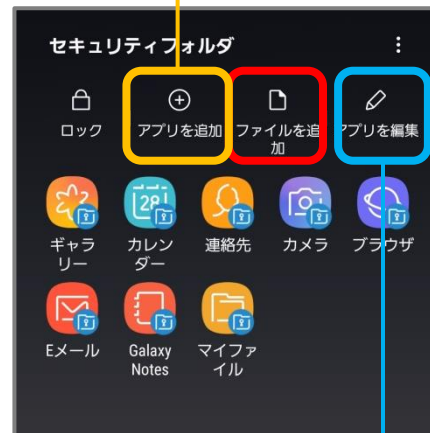 セキュリティフォルダ
ロック
アプリを追加
ファイルを追
加
アプリを編集
ギャラ
リー
カレン
ダー
連絡先
カメラ
ブラウザ
Eメール
Galaxy
Notes
マイファ
イル